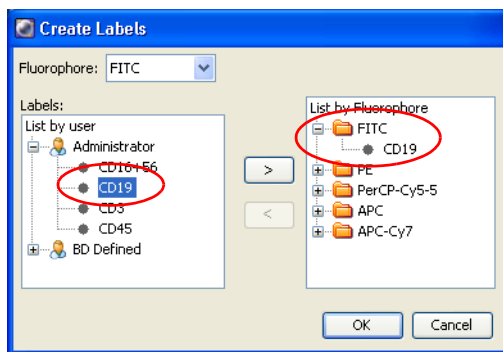 Create Labels
Fluorophore: FITC
Labels:
List by user
Administrator
CD16+56
CD19
CD3
CD45
BD Defined
>
<
List by Fluorophore
FITC
CD19
PE
PerCP-Cy5-5
APC
APC-Cy7
OK
Cancel